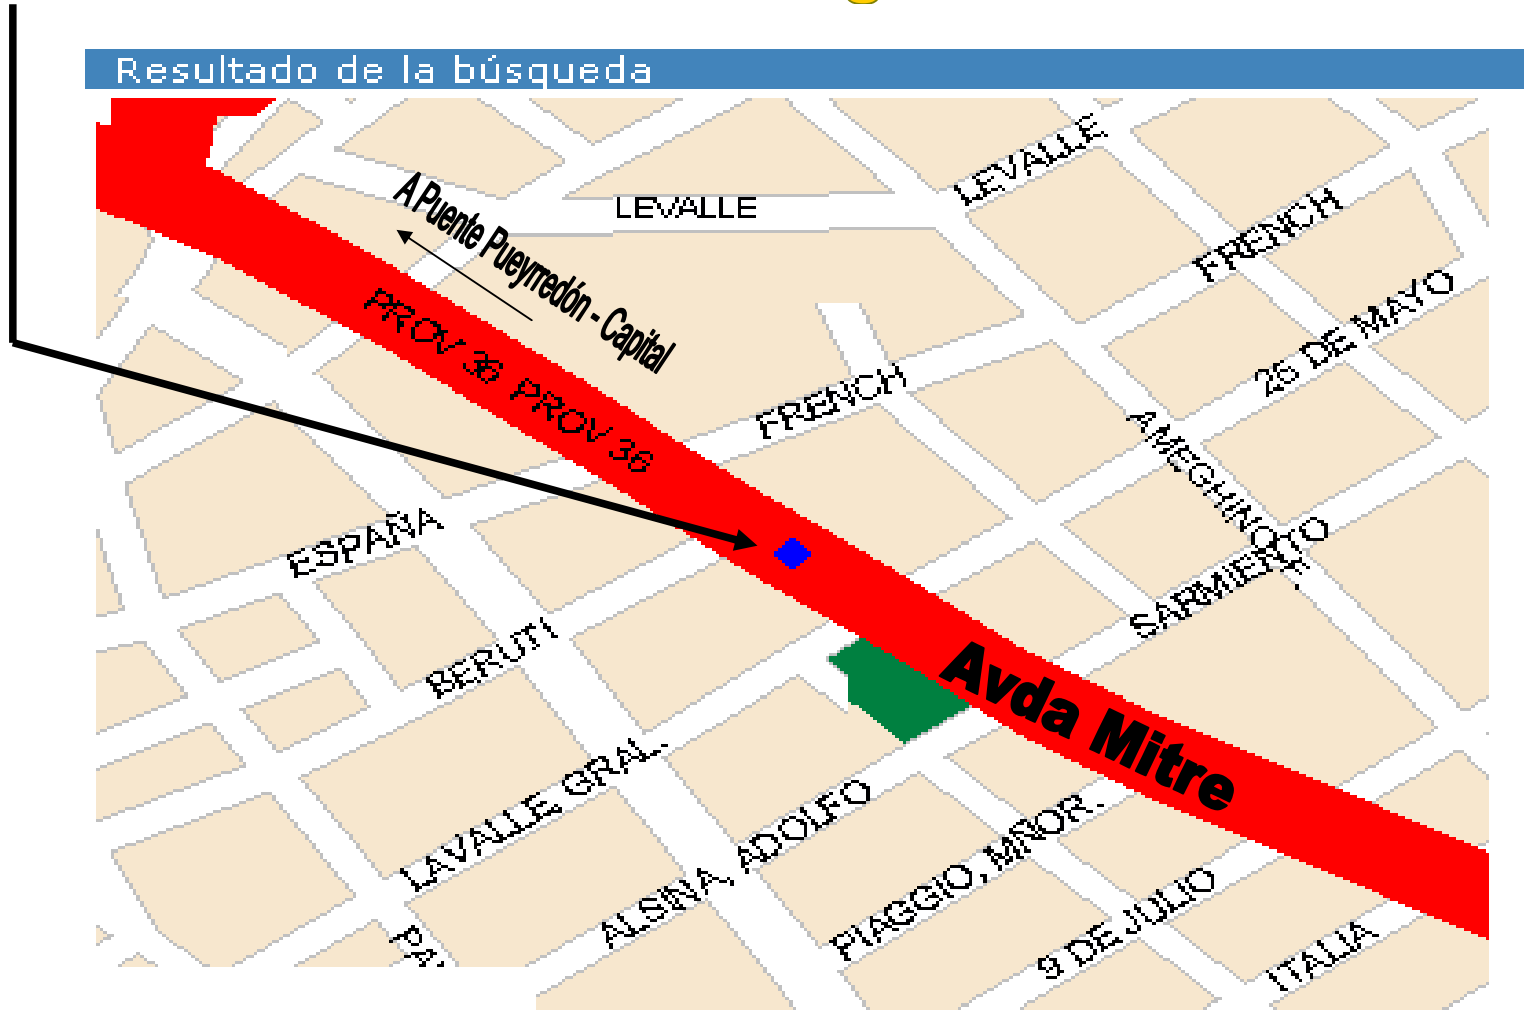 Resultado de la búsqueda
LEVALLE
A Puente Pueyrredón - Capital
LEVALLE
FRENCH
25 DE MAYO
PROV 36 PROV 36
FRENCH
AMEGHINO F.
ESPAÑA
SARMIENTO
BERUTI
Avda Mitre
LAVALLE GRAL.
ALSINA, ADOLFO
PIAGGIO, MÑOR.
9 DE JULIO
ITALIA